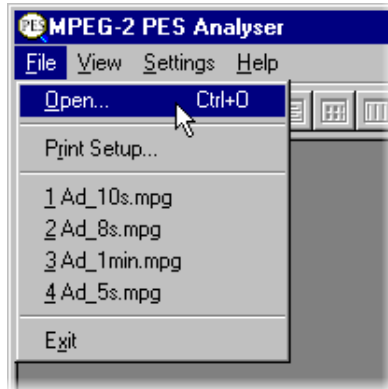 PES MPEG-2 PES Analyser
File View Settings Help
Open... Ctrl+O
Print Setup...
1 Ad_10s.mpg
2 Ad_8s.mpg
3 Ad_1min.mpg
4 Ad_5s.mpg
Exit